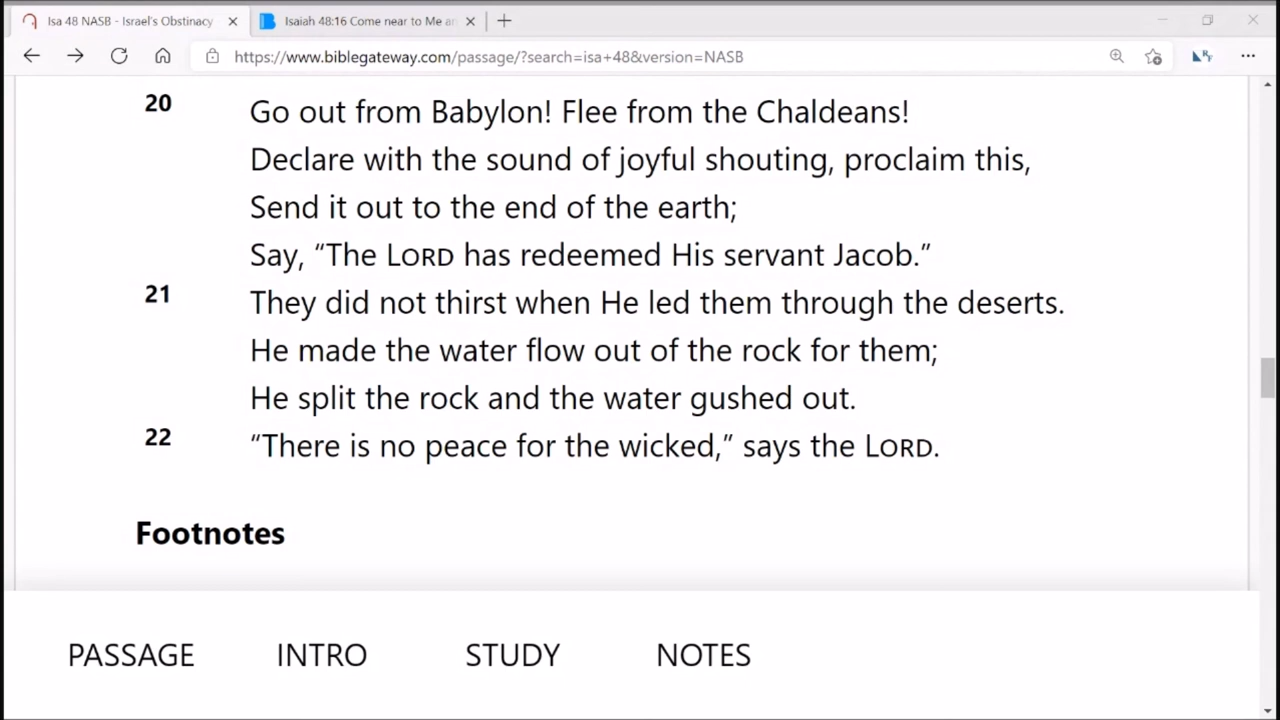 Isa 48 NASB - Israel's Obstinacy
Isaiah 48:16 Come near to Me an
https://www.biblegateway.com/passage/?search=isa+48&version=NASB
20 Go out from Babylon! Flee from the Chaldeans!
Declare with the sound of joyful shouting, proclaim this,
Send it out to the end of the earth;
Say, “The LORD has redeemed His servant Jacob.”
21 They did not thirst when He led them through the deserts.
He made the water flow out of the rock for them;
He split the rock and the water gushed out.
22 “There is no peace for the wicked,” says the LORD.
Footnotes
PASSAGE INTRO STUDY NOTES